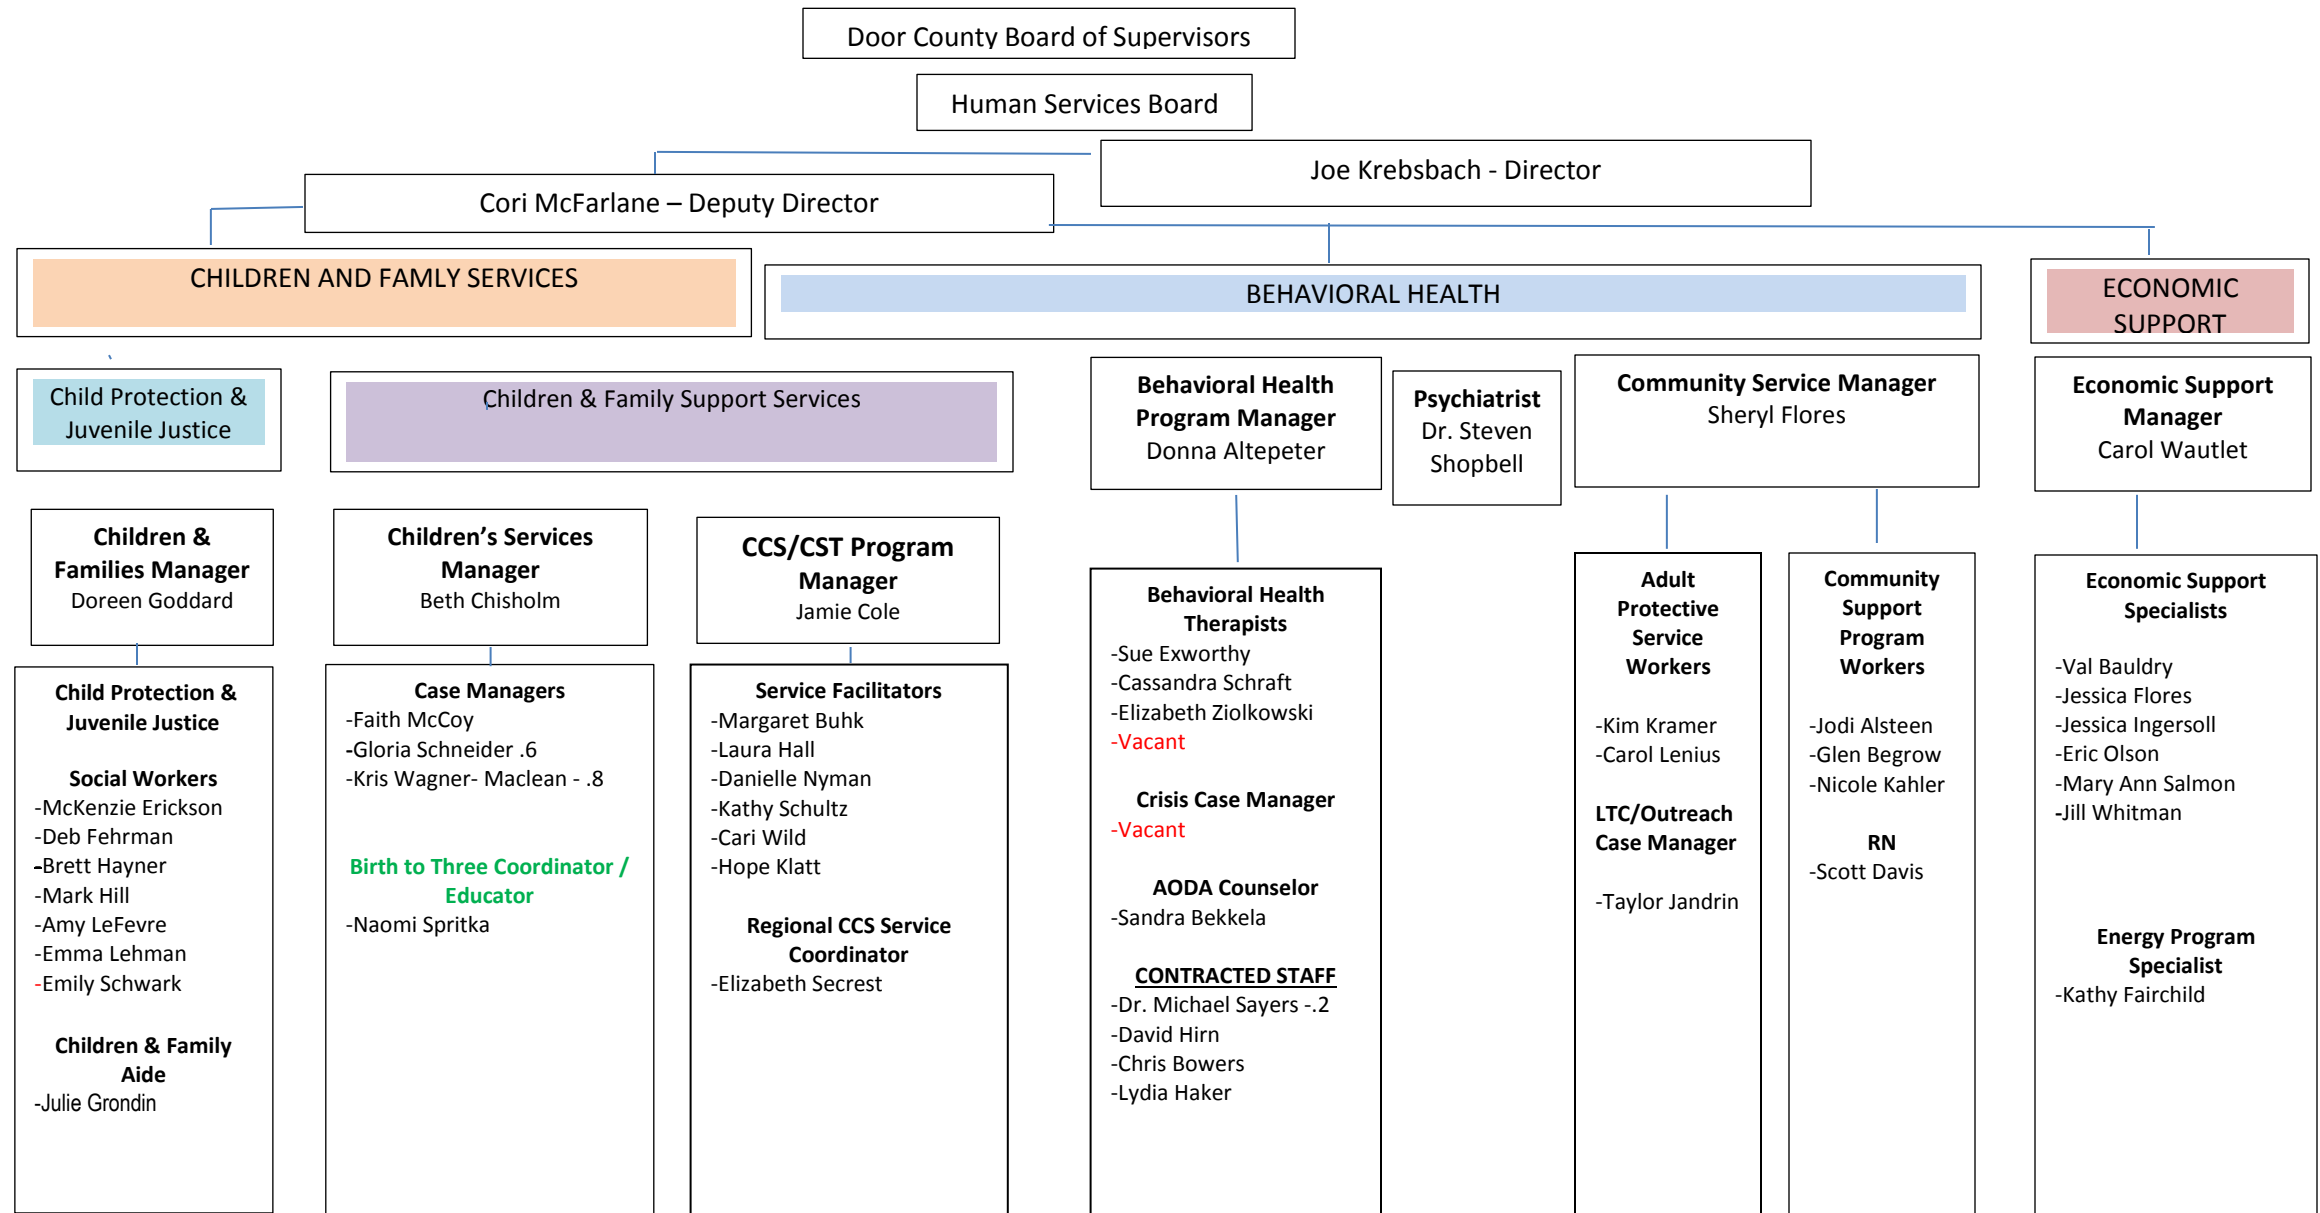 Door County Board of Supervisors
Human Services Board
Joe Krebsbach - Director
Cori McFarlane – Deputy Director
CHILDREN AND FAMLY SERVICES
BEHAVIORAL HEALTH
ECONOMIC
SUPPORT
Child Protection &
Juvenile Justice
Children & Family Support Services
Behavioral Health
Program Manager
Donna Altepeter
Psychiatrist
Dr. Steven
Shopbell
Community Service Manager
Sheryl Flores
Economic Support
Manager
Carol Wautlet
Children &
Families Manager
Doreen Goddard
Children’s Services
Manager
Beth Chisholm
CCS/CST Program
Manager
Jamie Cole
Child Protection &
Juvenile Justice
Social Workers
-McKenzie Erickson
-Deb Fehrman
-Brett Hayner
-Mark Hill
-Amy LeFevre
-Emma Lehman
-Emily Schwark
Children & Family
Aide
-Julie Grondin
Case Managers
-Faith McCoy
-Gloria Schneider .6
-Kris Wagner- Maclean - .8
Birth to Three Coordinator /
Educator
-Naomi Spritka
Service Facilitators
-Margaret Buhk
-Laura Hall
-Danielle Nyman
-Kathy Schultz
-Cari Wild
-Hope Klatt
Regional CCS Service
Coordinator
-Elizabeth Secrest
Behavioral Health
Therapists
-Sue Exworthy
-Cassandra Schraft
-Elizabeth Ziolkowski
-Vacant
Crisis Case Manager
-Vacant
AODA Counselor
-Sandra Bekkela
CONTRACTED STAFF
-Dr. Michael Sayers -.2
-David Hirn
-Chris Bowers
-Lydia Haker
Adult
Protective
Service
Workers
-Kim Kramer
-Carol Lenius
LTC/Outreach
Case Manager
-Taylor Jandrin
Community
Support
Program
Workers
-Jodi Alsteen
-Glen Begrow
-Nicole Kahler
RN
-Scott Davis
Economic Support
Specialists
-Val Bauldry
-Jessica Flores
-Jessica Ingersoll
-Eric Olson
-Mary Ann Salmon
-Jill Whitman
Energy Program
Specialist
-Kathy Fairchild